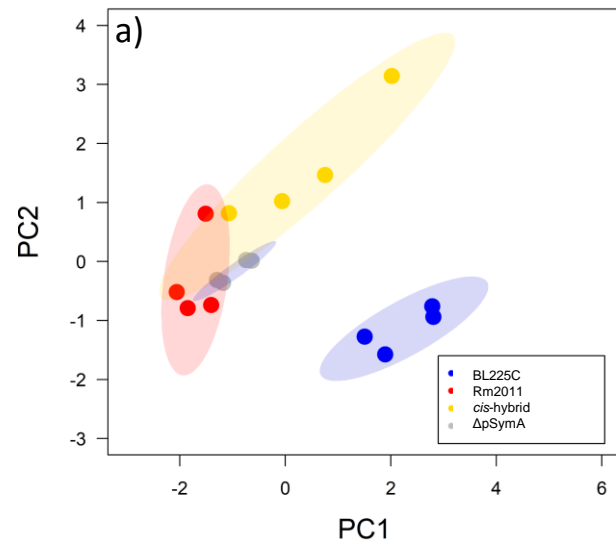 a)
4
3
2
1
0
-1
-2
-3
PC2
-2
0
2
4
6
PC1
BL225C
Rm2011
cis-hybrid
ΔpSymA